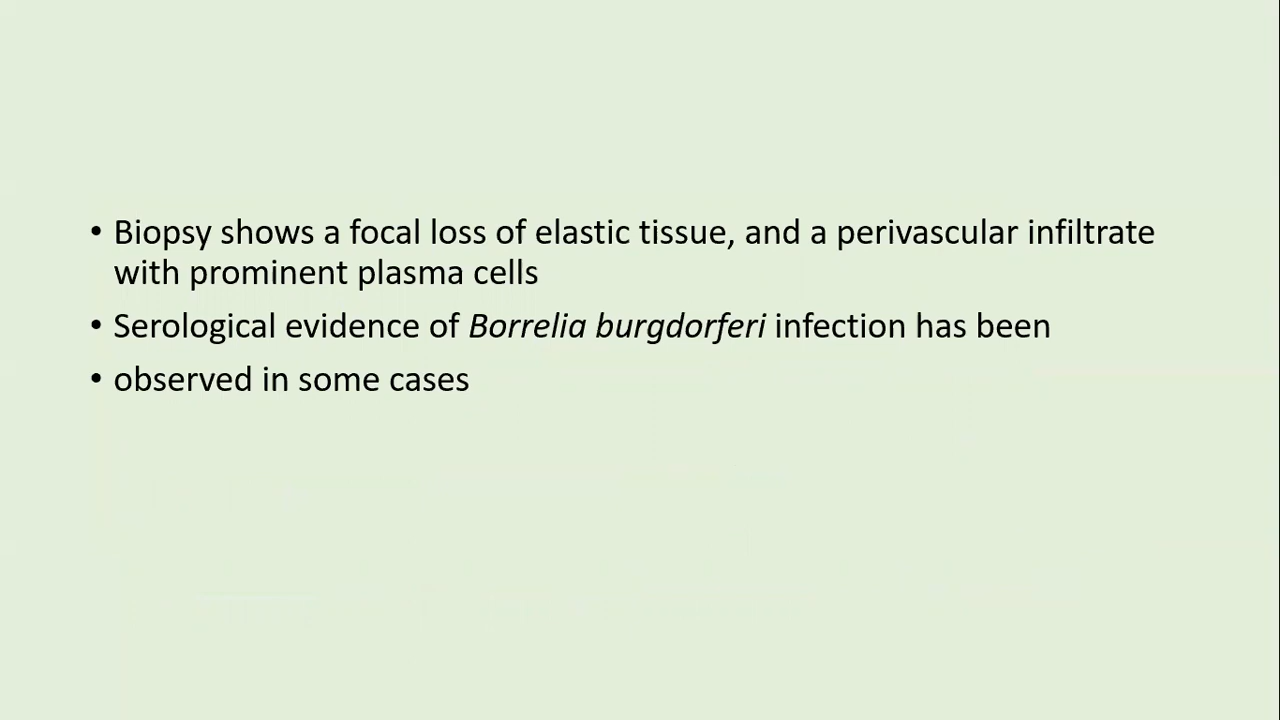 • Biopsy shows a focal loss of elastic tissue, and a perivascular infiltrate
with prominent plasma cells
• Serological evidence of Borrelia burgdorferi infection has been
• observed in some cases